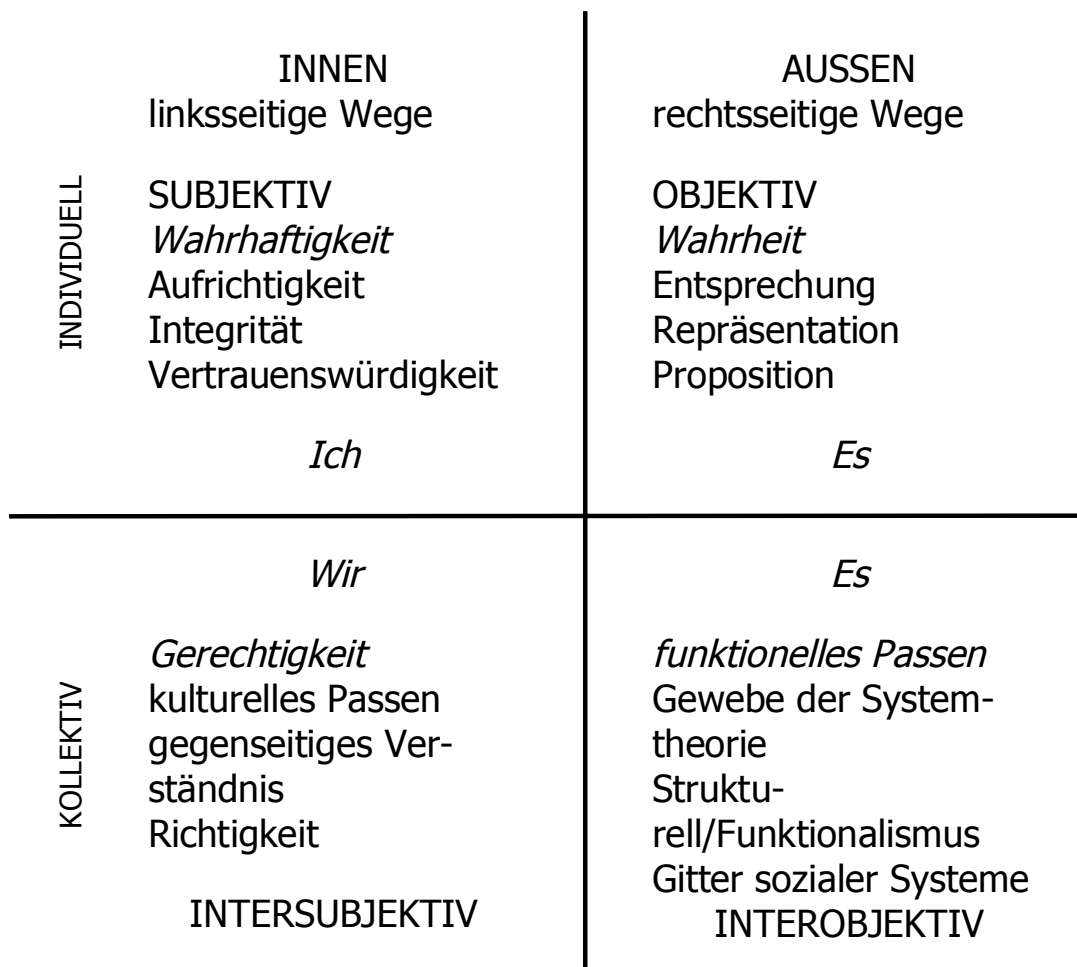 INNEN
linksseitige Wege
INDIVIDUELL
SUBJEKTIV
Wahrhaftigkeit
Aufrichtigkeit
Integrität
Vertrauenswürdigkeit
Ich
AUSSEN
rechtsseitige Wege
OBJEKTIV
Wahrheit
Entsprechung
Repräsentation
Proposition
Es
KOLLEKTIV
Wir
Gerechtigkeit
kulturelles Passen
gegenseitiges Ver-
ständnis
Richtigkeit
INTERSUBJEKTIV
Es
funktionelles Passen
Gewebe der System-
theorie
Struktu-
rell/Funktionalismus
Gitter sozialer Systeme
INTEROBJEKTIV